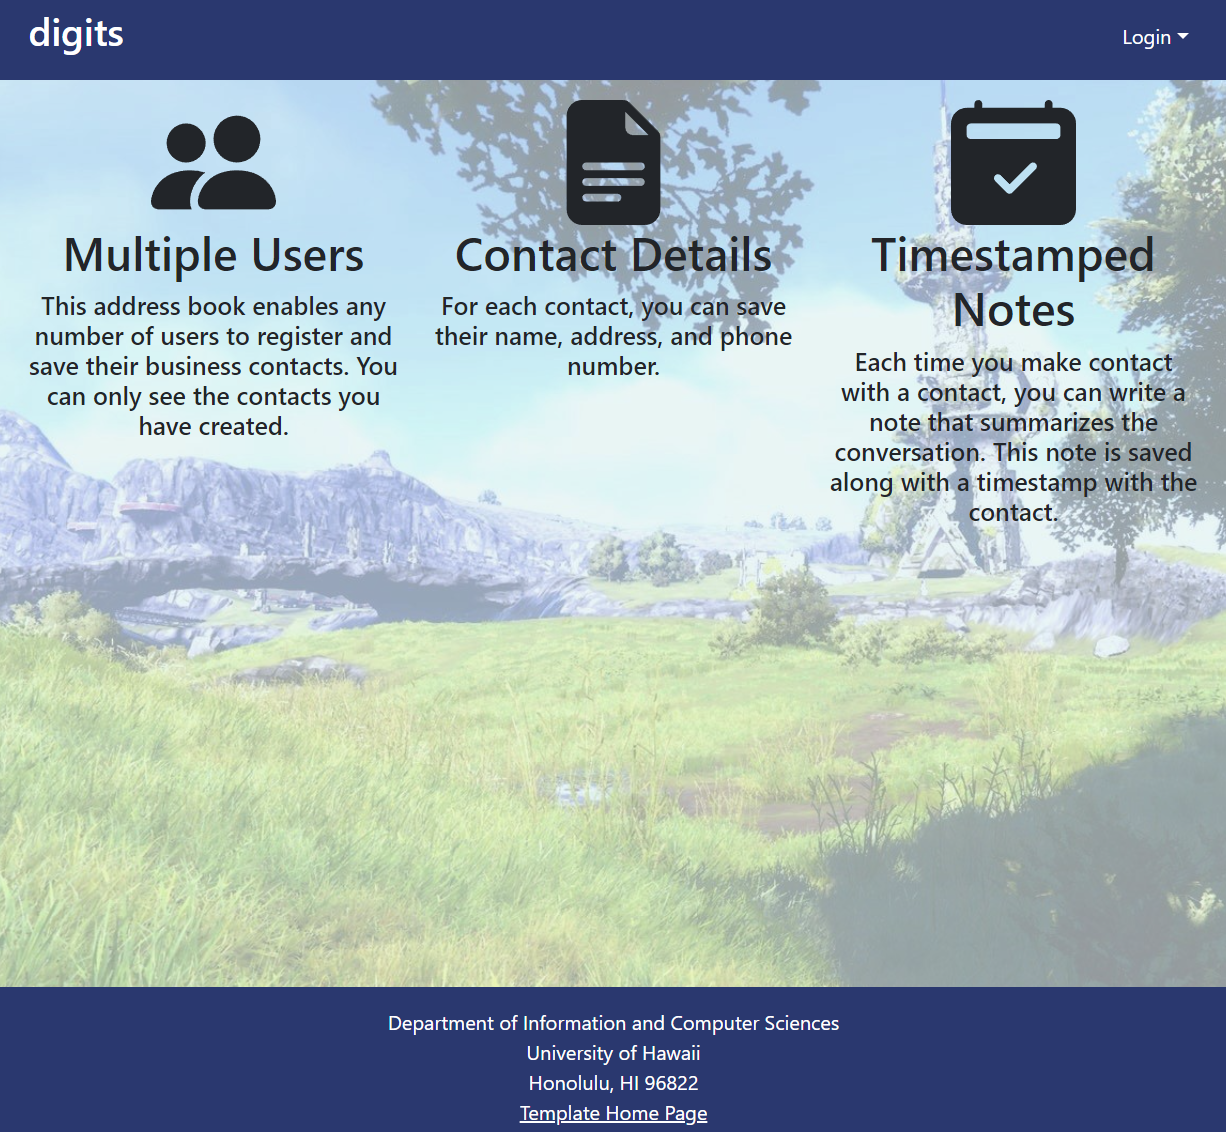 digits
Login
Multiple Users
This address book enables any
number of users to register and
save their business contacts. You
can only see the contacts you
have created.
Contact Details
For each contact, you can save
their name, address, and phone
number.
Timestamped
Notes
Each time you make contact
with a contact, you can write a
note that summarizes the
conversation. This note is saved
along with a timestamp with the
contact.
Department of Information and Computer Sciences
University of Hawaii
Honolulu, HI 96822
Template Home Page